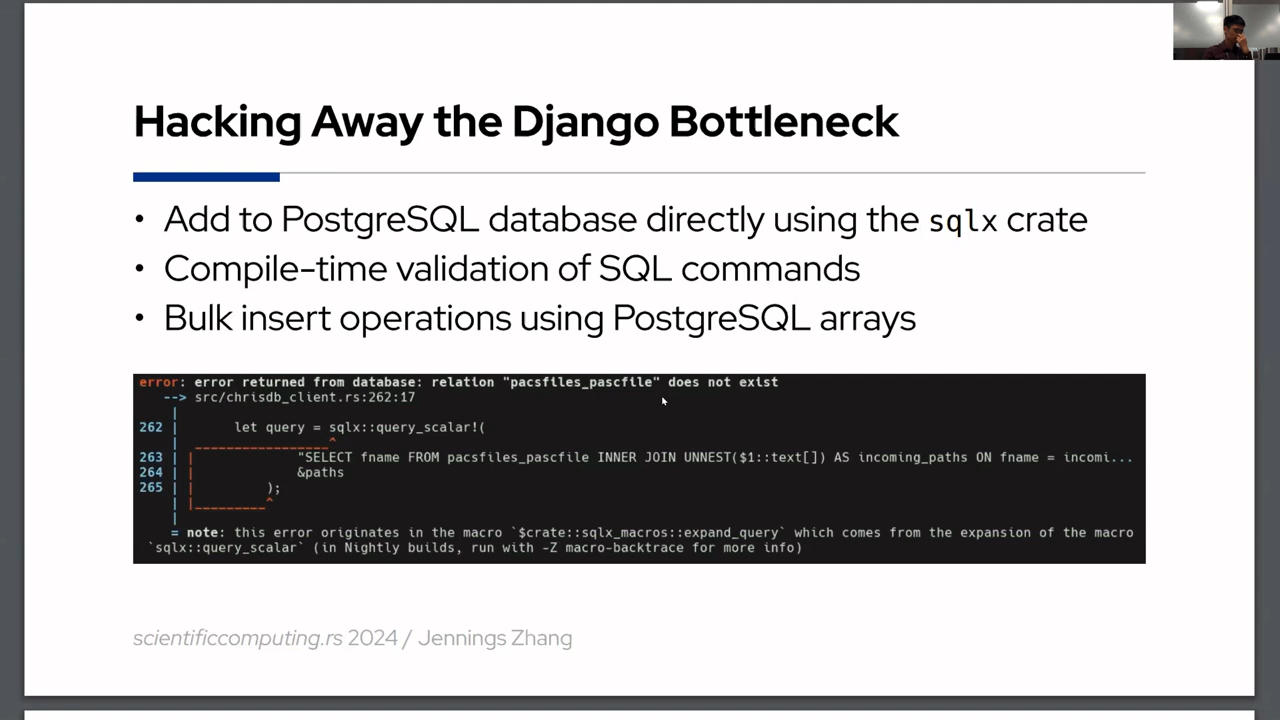 Hacking Away the Django Bottleneck
• Add to PostgreSQL database directly using the sqlx crate
• Compile-time validation of SQL commands
• Bulk insert operations using PostgreSQL arrays
error: error returned from database: relation "pacsfiles_pascfile" does not exist
--> src/chrisdb_client.rs:262:17
|
262 | let query = sqlx::query_scalar!(
| _________________^
263 | | "SELECT fname FROM pacsfiles_pascfile INNER JOIN UNNEST($1::text[]) AS incoming_paths ON fname = incomi...
264 | | &paths
265 | | );
| |_________^
|
= note: this error originates in the macro `$crate::sqlx_macros::expand_query` which comes from the expansion of the macro
`sqlx::query_scalar` (in Nightly builds, run with -Z macro-backtrace for more info)
scientificcomputing.rs 2024 / Jennings Zhang